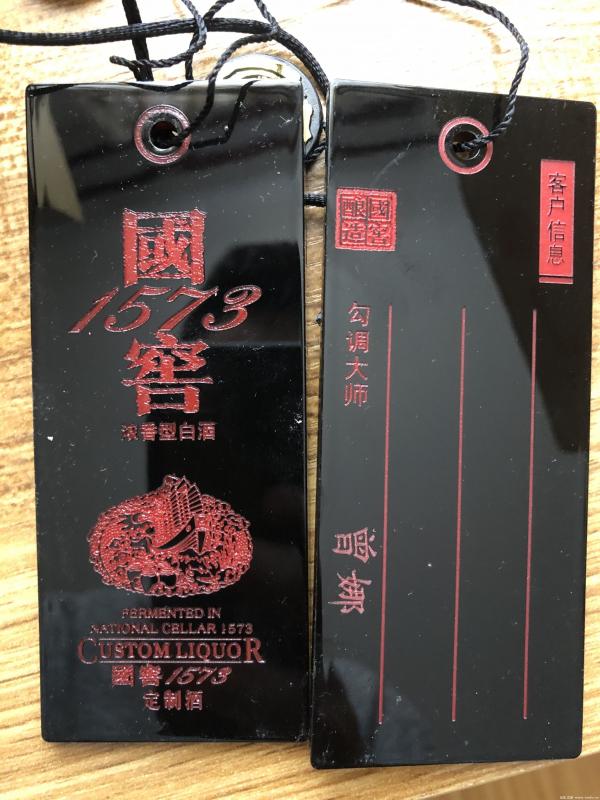 國
1573
窖
浓香型白酒
FERMENTED IN
NATIONAL CELLAR 1573
CUSTOM LIQUOR
國窖1573
定制酒
客户信息
國窖
酿造
勾调大师
曾娜